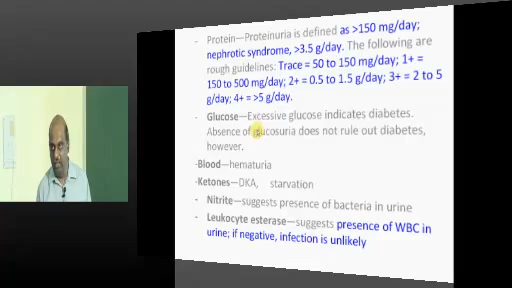 - Protein—Proteinuria is defined as >150 mg/day;
nephrotic syndrome, >3.5 g/day. The following are
rough guidelines: Trace = 50 to 150 mg/day; 1+ =
150 to 500 mg/day; 2+ = 0.5 to 1.5 g/day; 3+ = 2 to 5
g/day; 4+ = >5 g/day.
- Glucose—Excessive glucose indicates diabetes.
Absence of glucosuria does not rule out diabetes,
however.
-Blood—hematuria
-Ketones—DKA, starvation
- Nitrite—suggests presence of bacteria in urine
- Leukocyte esterase—suggests presence of WBC in
urine; if negative, infection is unlikely